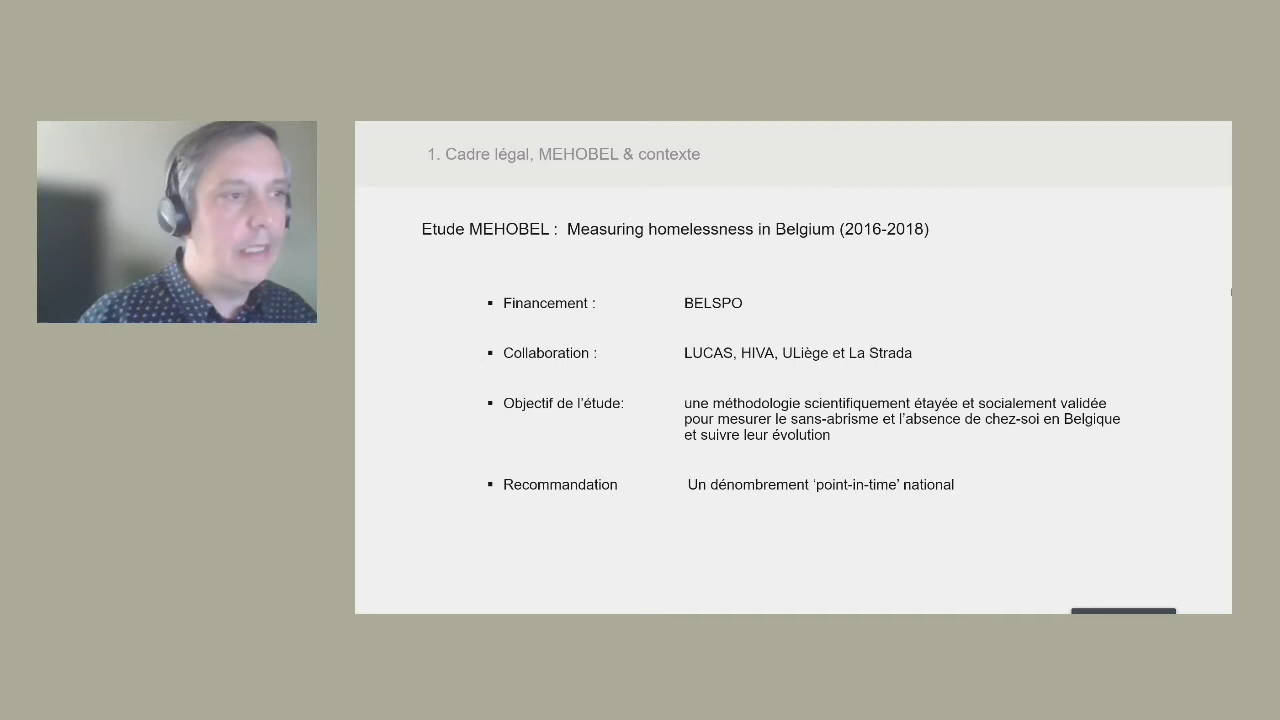 1. Cadre légal, MEHOBEL & contexte
Etude MEHOBEL :  Measuring homelessness in Belgium (2016-2018)
▪ Financement : BELSPO
▪ Collaboration : LUCAS, HIVA, ULiège et La Strada
▪ Objectif de l’étude: une méthodologie scientifiquement étayée et socialement validée
pour mesurer le sans-abrisme et l’absence de chez-soi en Belgique
et suivre leur évolution
▪ Recommandation Un dénombrement ‘point-in-time’ national